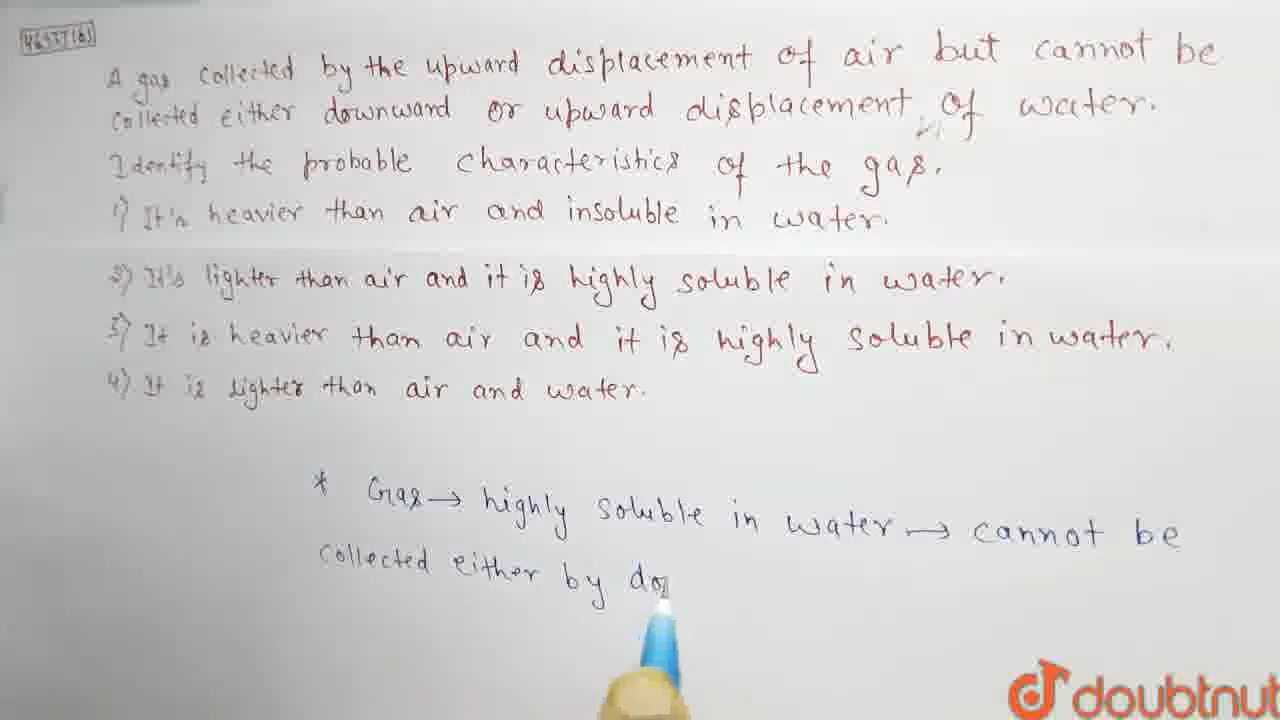 A gas collected by the upward displacement of air but cannot be
collected either downward or upward displacement of water.
Identify the probable characteristics of the gas.
1) It's heavier than air and insoluble in water.
2) It's lighter than air and it is highly soluble in water.
3) It is heavier than air and it is highly soluble in water.
4) It is lighter than air and water.
* Gas → highly soluble in water → cannot be
collected either by do
doubtnut